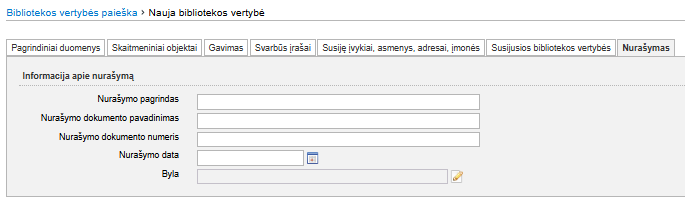 Bibliotekos vertybės paieška > Nauja bibliotekos vertybė
Pagrindiniai duomenys Skaitmeniniai objektai Gavimas Svarbūs įrašai Susiję įvykiai, asmenys, adresai, įmonės Susijusios bibliotekos vertybės Nurašymas
Informacija apie nurašymą
Nurašymo pagrindas
Nurašymo dokumento pavadinimas
Nurašymo dokumento numeris
Nurašymo data
Byla